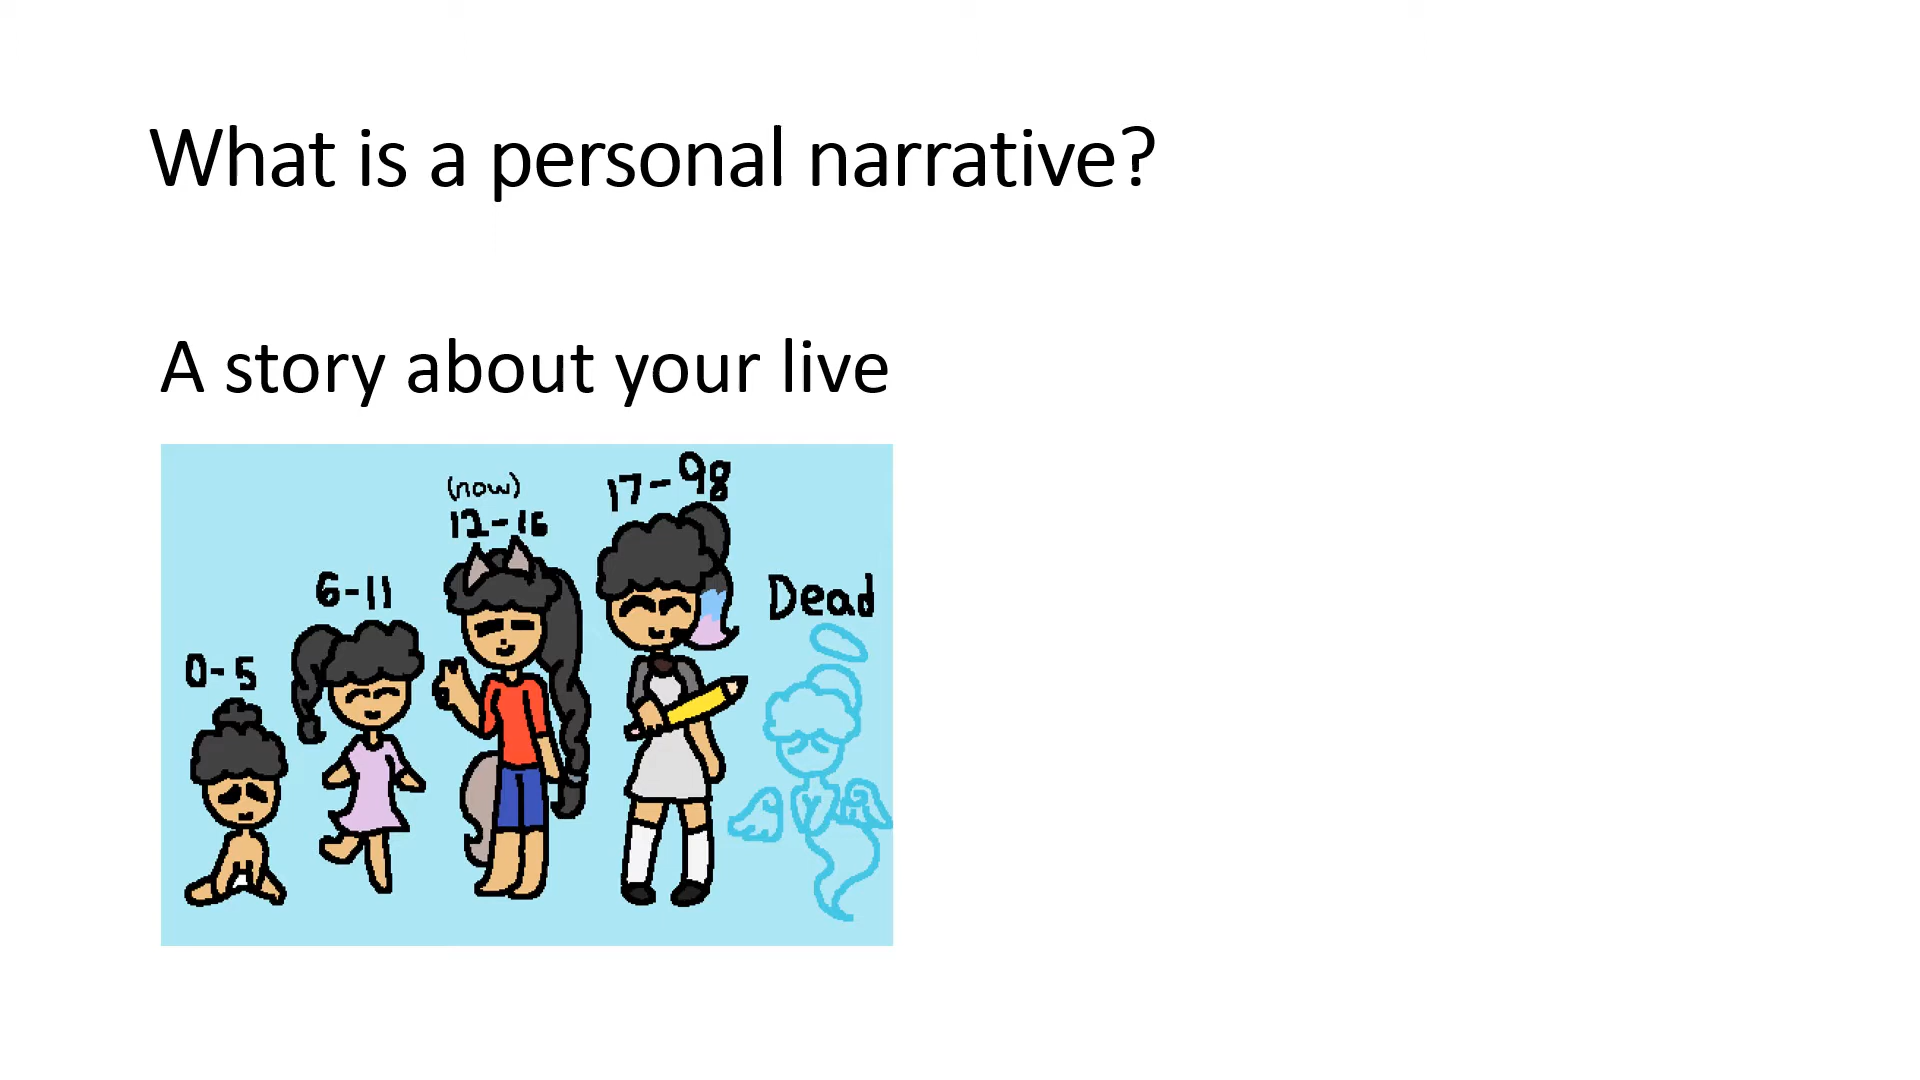 What is a personal narrative?
A story about your live
0-5
6-11
(now)
12-16
17-98
Dead